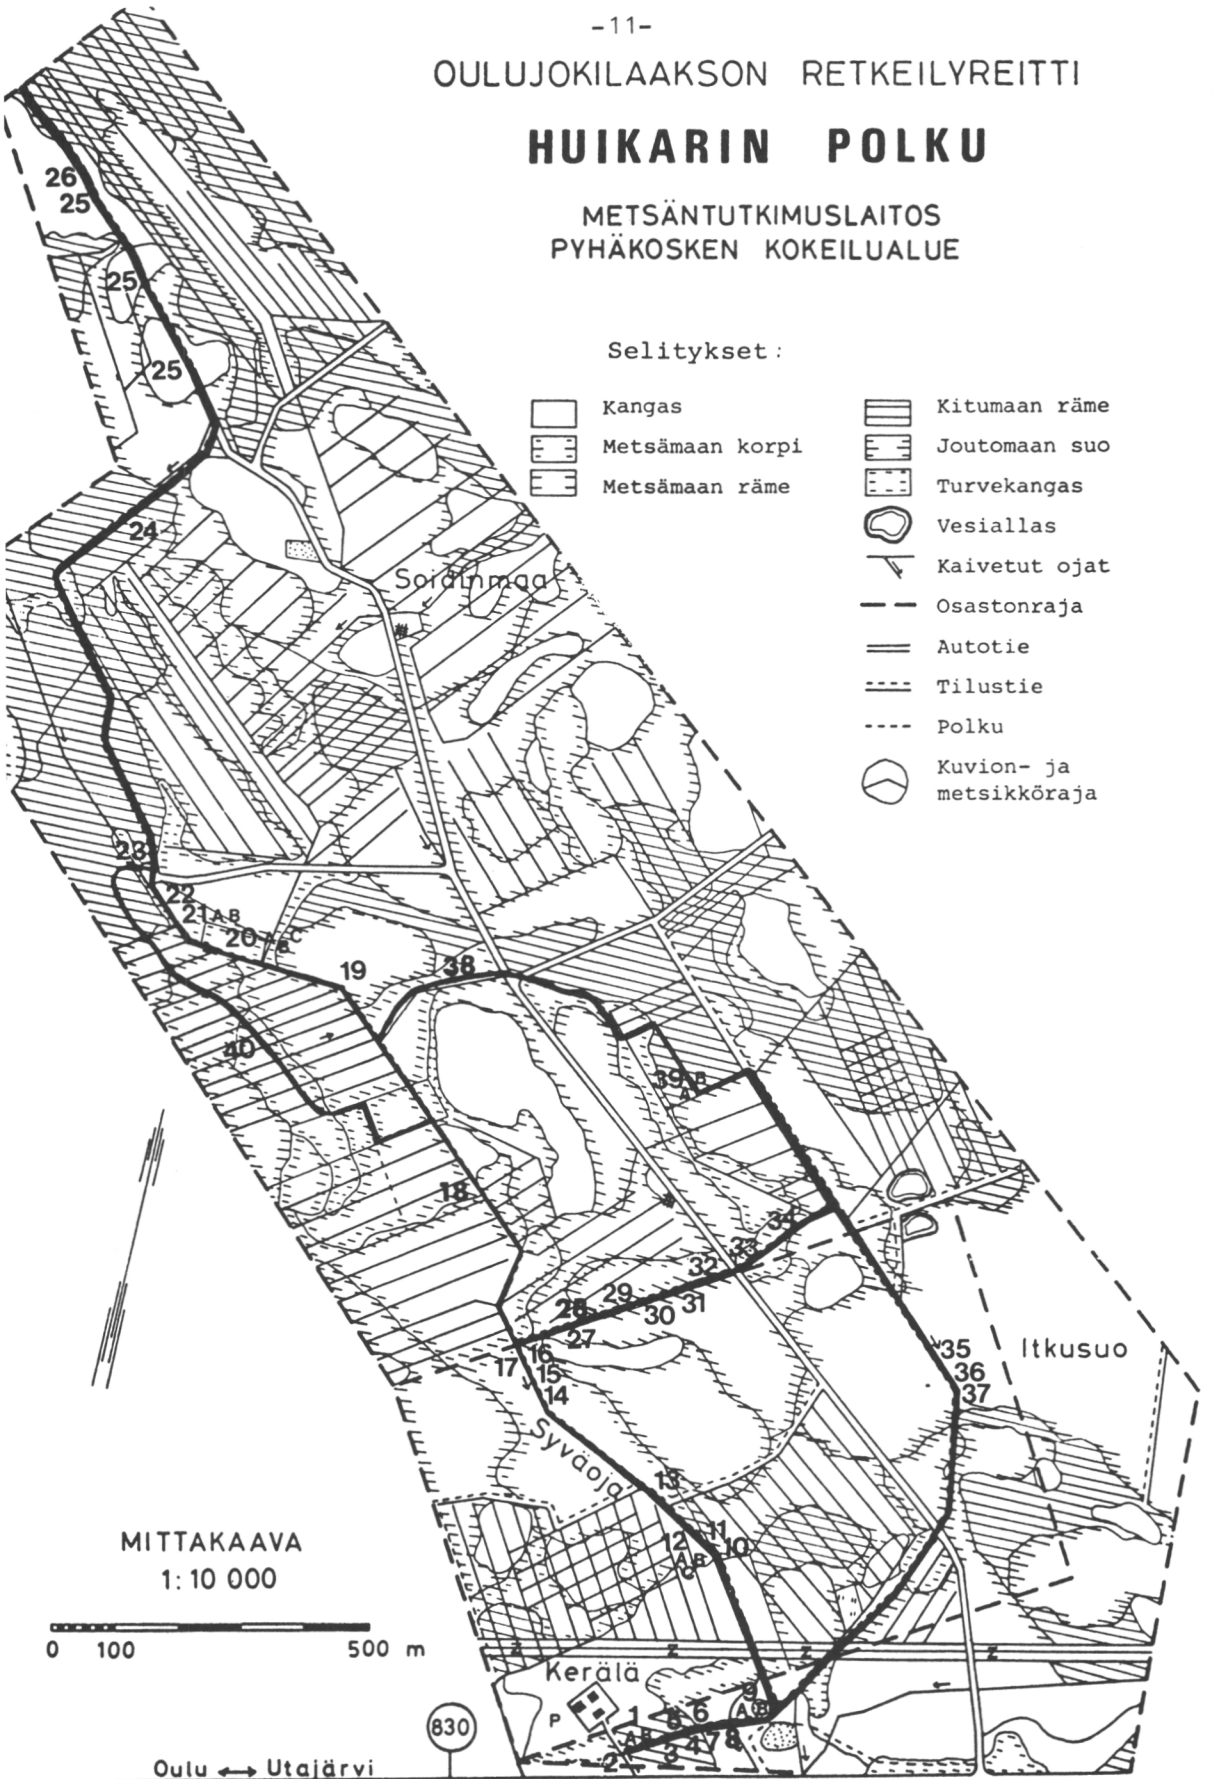 -11-
OULUJOKILAAKSON RETKEILYREITTI
HUIKARIN POLKU
METSÄNTUTKIMUSLAITOS
PYHÄKOSKEN KOKEILUALUE
Selitykset:
Kangas
Metsämaan korpi
Metsämaan räme
Kitumaan räme
Joutomaan suo
Turvekangas
Vesiallas
Kaivetut ojat
Osastonraja
Autotie
Tilustie
Polku
Kuvion- ja
metsikköraja
26
25
25
25
24
Soidinmaa
23
22
21 A B
20 A B C
19
38
40
39 A B
18
34
33
32
29
31
28
30
27
16
17
15
14
35
36
37
Itkusuo
Syväoja
13
11
12
10
A B
C
MITTAKAAVA
1:10 000
0 100 500 m
Z Z Z Z
Kerälä
P
9
A B
1
5
6
A B
2
3
4
7
8
830
Oulu ↔ Utajärvi